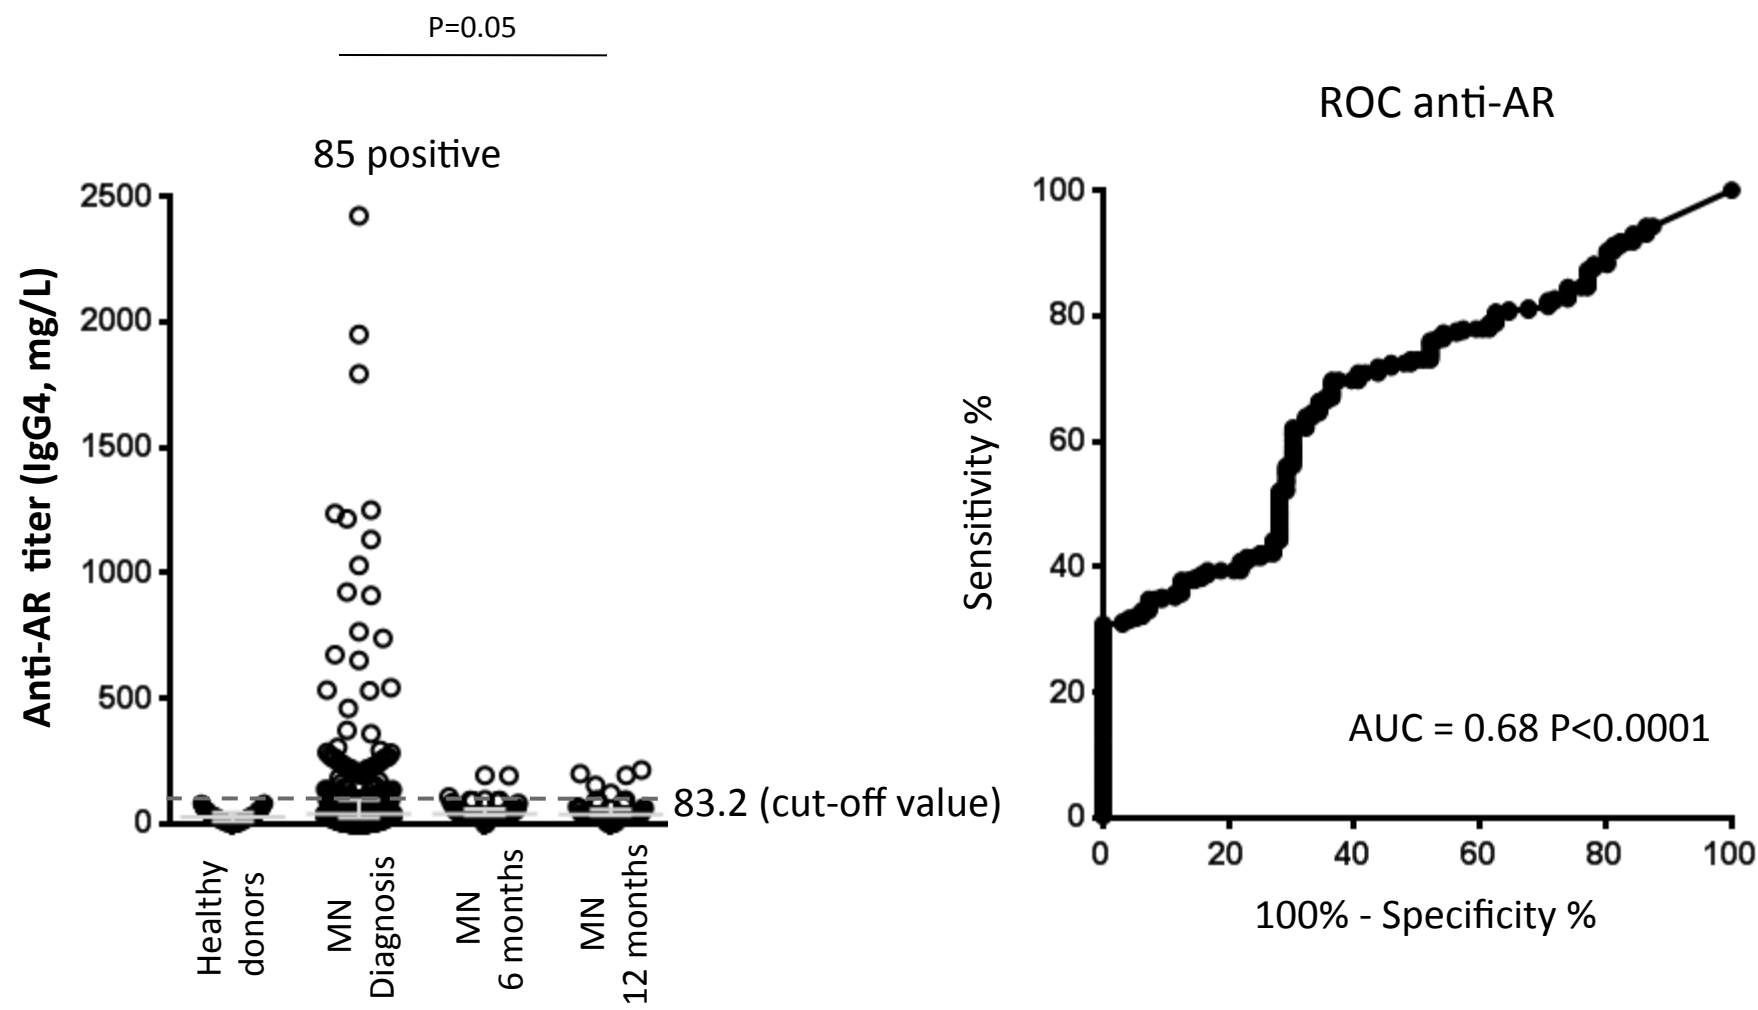 P=0.05
85 positive
Anti-AR titer (IgG4, mg/L)
2500
2000
1500
1000
500
0
83.2 (cut-off value)
Healthy
donors
MN
Diagnosis
MN
6 months
MN
12 months
ROC anti-AR
Sensitivity %
100
80
60
40
20
0
AUC = 0.68 P<0.0001
0 20 40 60 80 100
100% - Specificity %